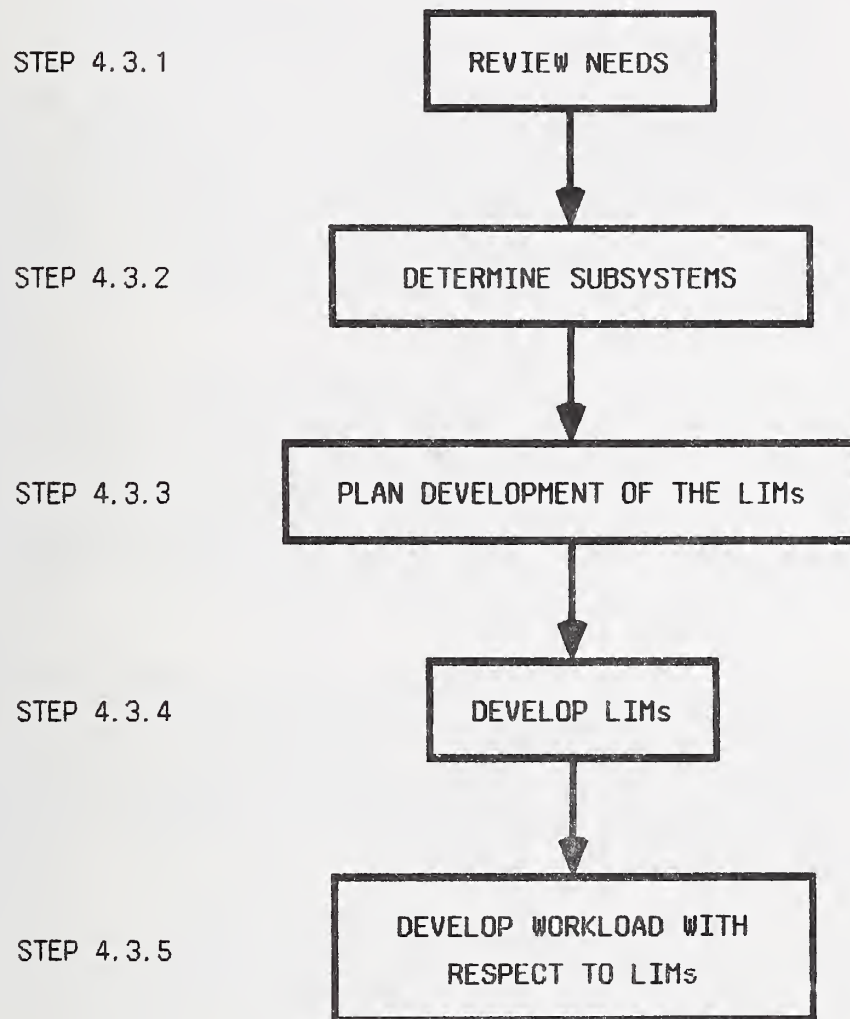 STEP 4.3.1
REVIEW NEEDS
STEP 4.3.2
DETERMINE SUBSYSTEMS
STEP 4.3.3
PLAN DEVELOPMENT OF THE LIMs
STEP 4.3.4
DEVELOP LIMs
STEP 4.3.5
DEVELOP WORKLOAD WITH
RESPECT TO LIMs